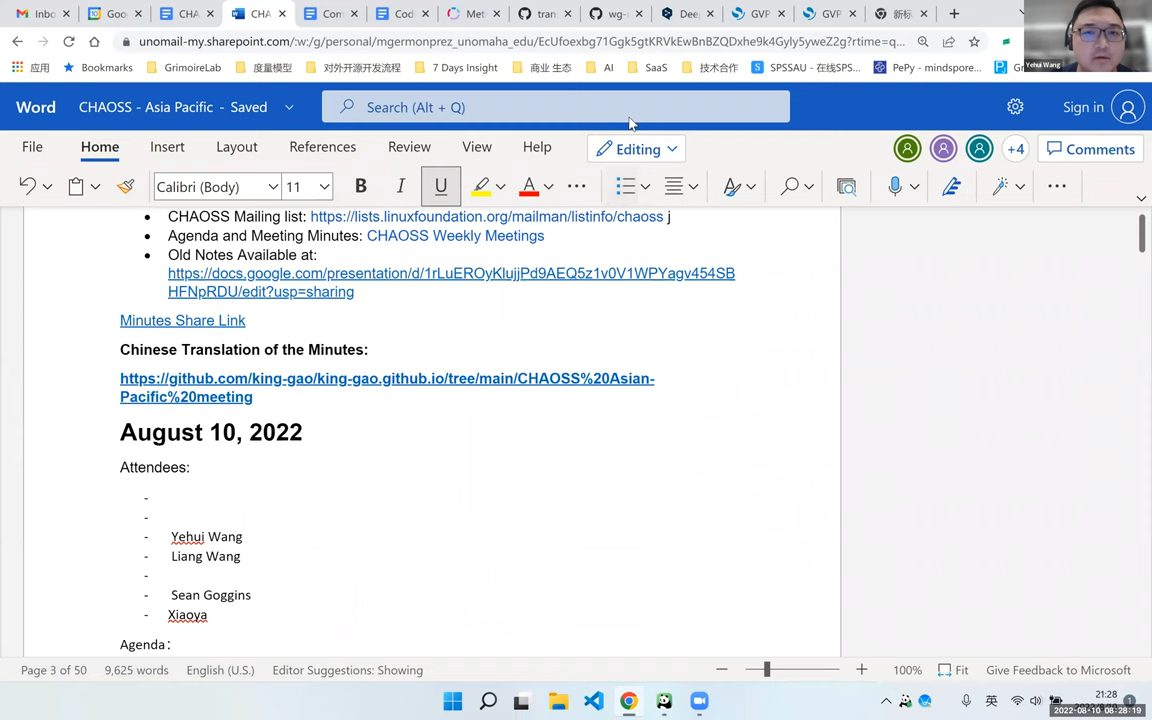 Inbo
Goo
CHA
CHA
Com
Cod
Met
tran
wg-
Dee
GVP
GVP
新标
unomail-my.sharepoint.com/:w:/g/personal/mgermonprez_unomaha_edu/EcUfoexbg71Ggk5gtKRVkEwBnBZQDxhe9k4Gyly5yweZ2g?rtime=q...
应用
Bookmarks
GrimoireLab
度量模型
对外开源开发流程
7 Days Insight
商业 生态
AI
SaaS
技术合作
SPSSAU - 在线SPS...
PePy - mindspore...
Yehui Wang
Word
CHAOSS - Asia Pacific - Saved
Search (Alt + Q)
Sign in
File
Home
Insert
Layout
References
Review
View
Help
Editing
+4
Comments
Calibri (Body)
11
B
I
U
A
CHAOSS Mailing list: https://lists.linuxfoundation.org/mailman/listinfo/chaoss j
Agenda and Meeting Minutes: CHAOSS Weekly Meetings
Old Notes Available at:
https://docs.google.com/presentation/d/1rLuEROyKIujjPd9AEQ5z1v0V1WPYagv454SB
HFNpRDU/edit?usp=sharing
Minutes Share Link
Chinese Translation of the Minutes:
https://github.com/king-gao/king-gao.github.io/tree/main/CHAOSS%20Asian-
Pacific%20meeting
August 10, 2022
Attendees:
-
-
- Yehui Wang
- Liang Wang
-
- Sean Goggins
- Xiaoya
Agenda：
Page 3 of 50
9,625 words
English (U.S.)
Editor Suggestions: Showing
100%
Fit
Give Feedback to Microsoft
英
21:28
2022-08-10 08:28:19